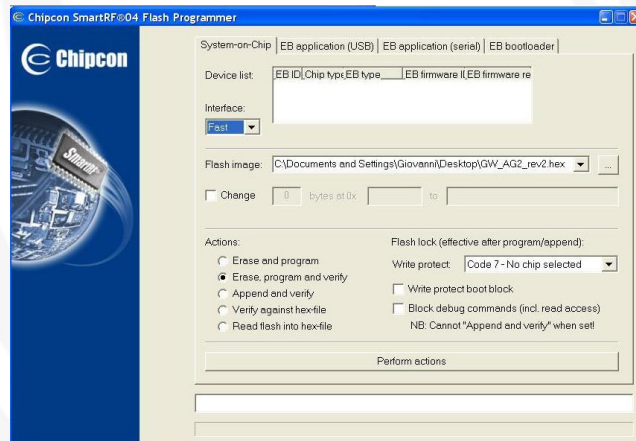 Chipcon SmartRF®04 Flash Programmer
Chipcon
SmartRF
System-on-Chip EB application (USB) EB application (serial) EB bootloader
Device list:
EB ID Chip type EB type EB firmware I EB firmware re
Interface:
Fast
Flash image: C:\Documents and Settings\Giovanni\Desktop\GW_AG2_rev2.hex ...
Change 8 bytes at 0x to
Actions:
Erase and program
Erase, program and verify
Append and verify
Verify against hex-file
Read flash into hex-file
Flash lock (effective after program/append):
Write protect: Code 7 - No chip selected
Write protect boot block
Block debug commands (incl. read access)
NB: Cannot "Append and verify" when set!
Perform actions